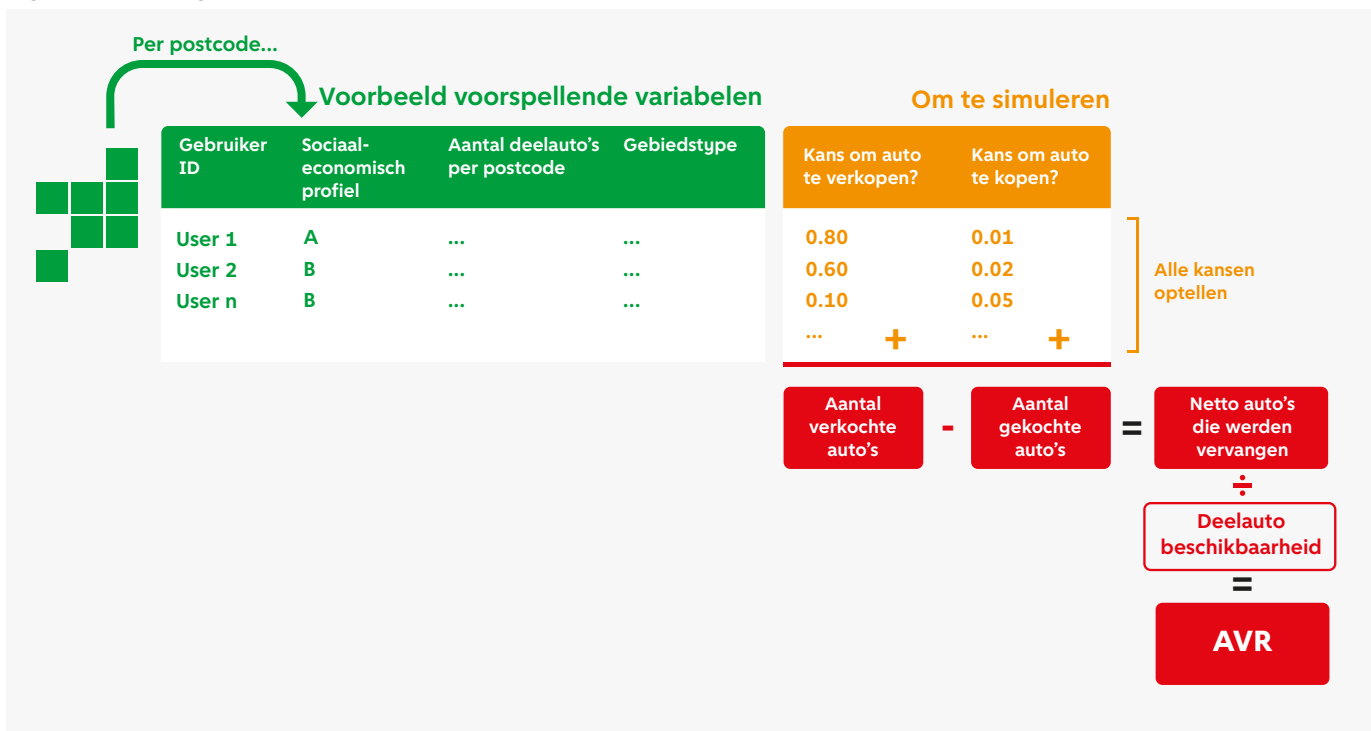 Per postcode...
Voorbeeld voorspellende variabelen
Om te simuleren
Gebruiker
ID
Sociaal-
economisch
profiel
Aantal deelauto's
per postcode
Gebiedstype
Kans om auto
te verkopen?
Kans om auto
te kopen?
User 1 A ... ... 0.80 0.01
User 2 B ... ... 0.60 0.02
User n B ... ... 0.10 0.05
... + ... +
Alle kansen
optellen
Aantal
verkochte
auto's
-
Aantal
gekochte
auto's
=
Netto auto's
die werden
vervangen
÷
Deelauto
beschikbaarheid
=
AVR